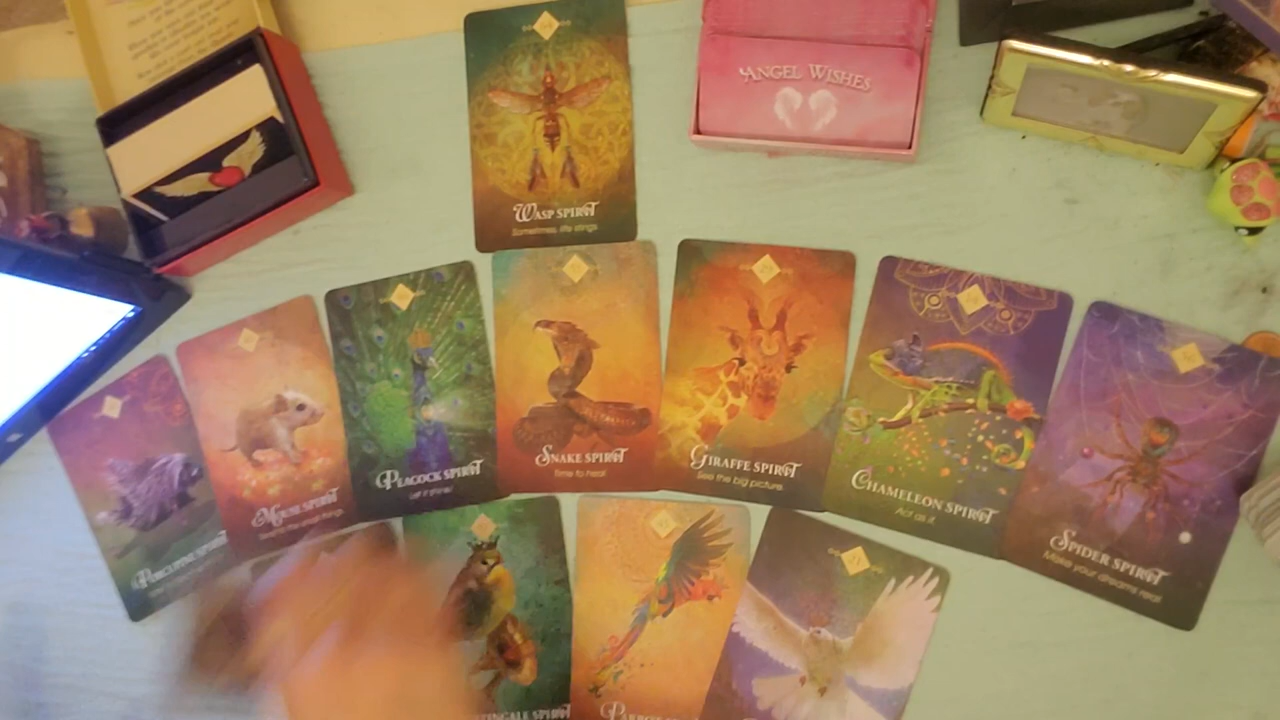 WASP SPIRIT
Sometimes, life stings.
ANGEL WISHES
PORCUPINE SPIRIT
MOUSE SPIRIT
PEACOCK SPIRIT
Let it shine!
SNAKE SPIRIT
Time to heal
GIRAFFE SPIRIT
See the big picture.
CHAMELEON SPIRIT
Act as if.
SPIDER SPIRIT
Make your dreams real